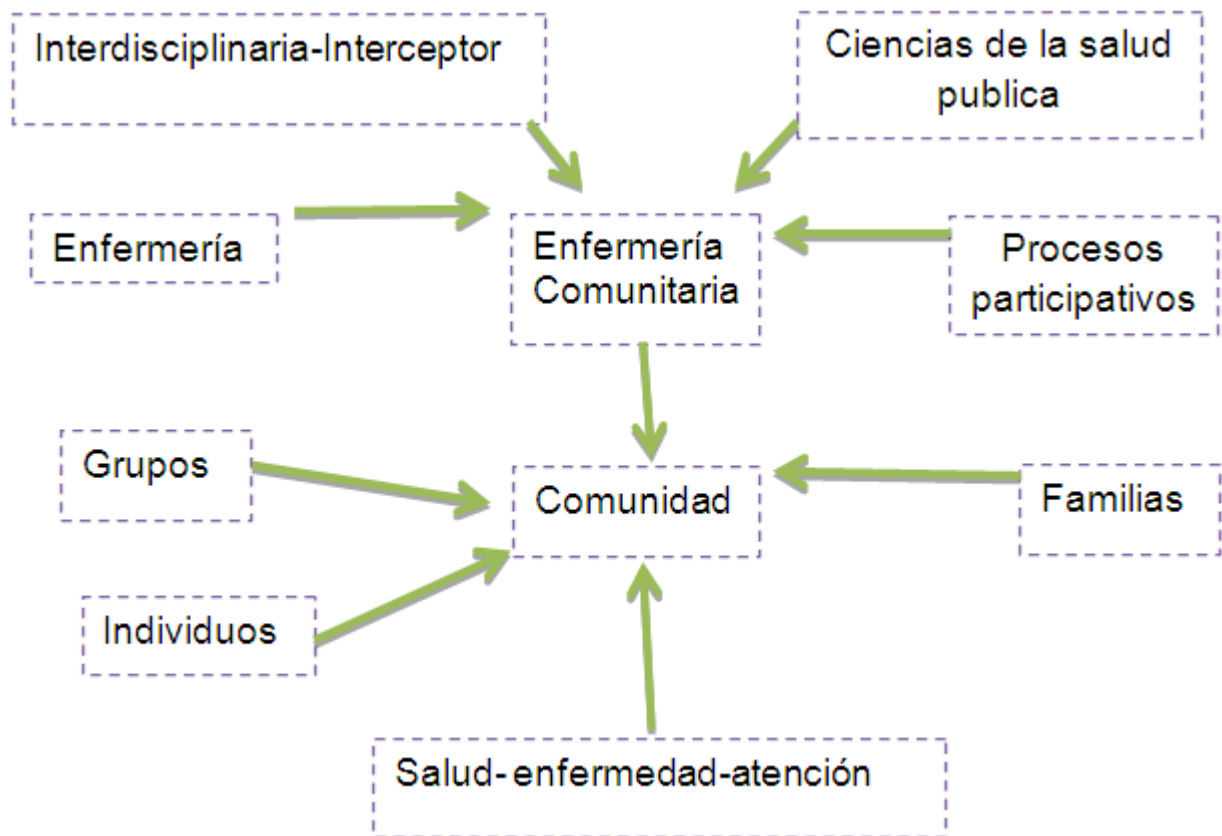 Interdisciplinaria-Interceptor
Ciencias de la salud
publica
Enfermería
Enfermería
Comunitaria
Procesos
participativos
Grupos
Comunidad
Familias
Individuos
Salud-enfermedad-atención